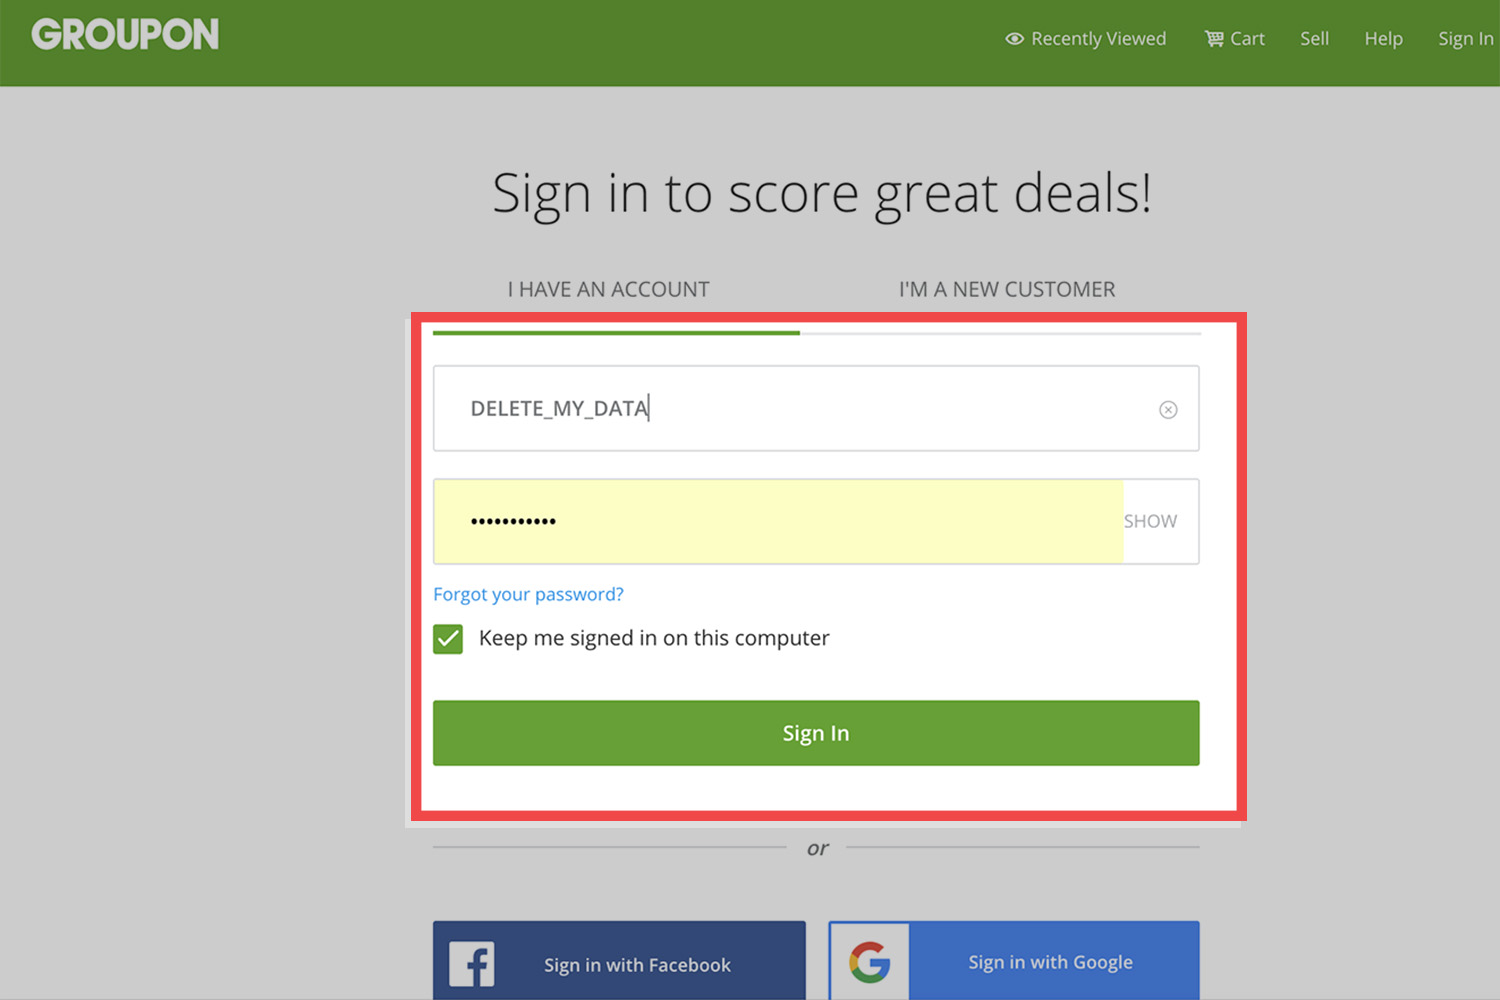 GROUPON
Recently Viewed Cart Sell Help Sign In
Sign in to score great deals!
I HAVE AN ACCOUNT I'M A NEW CUSTOMER
DELETE_MY_DATA
••••••••••• SHOW
Forgot your password?
Keep me signed in on this computer
Sign In
or
Sign in with Facebook Sign in with Google